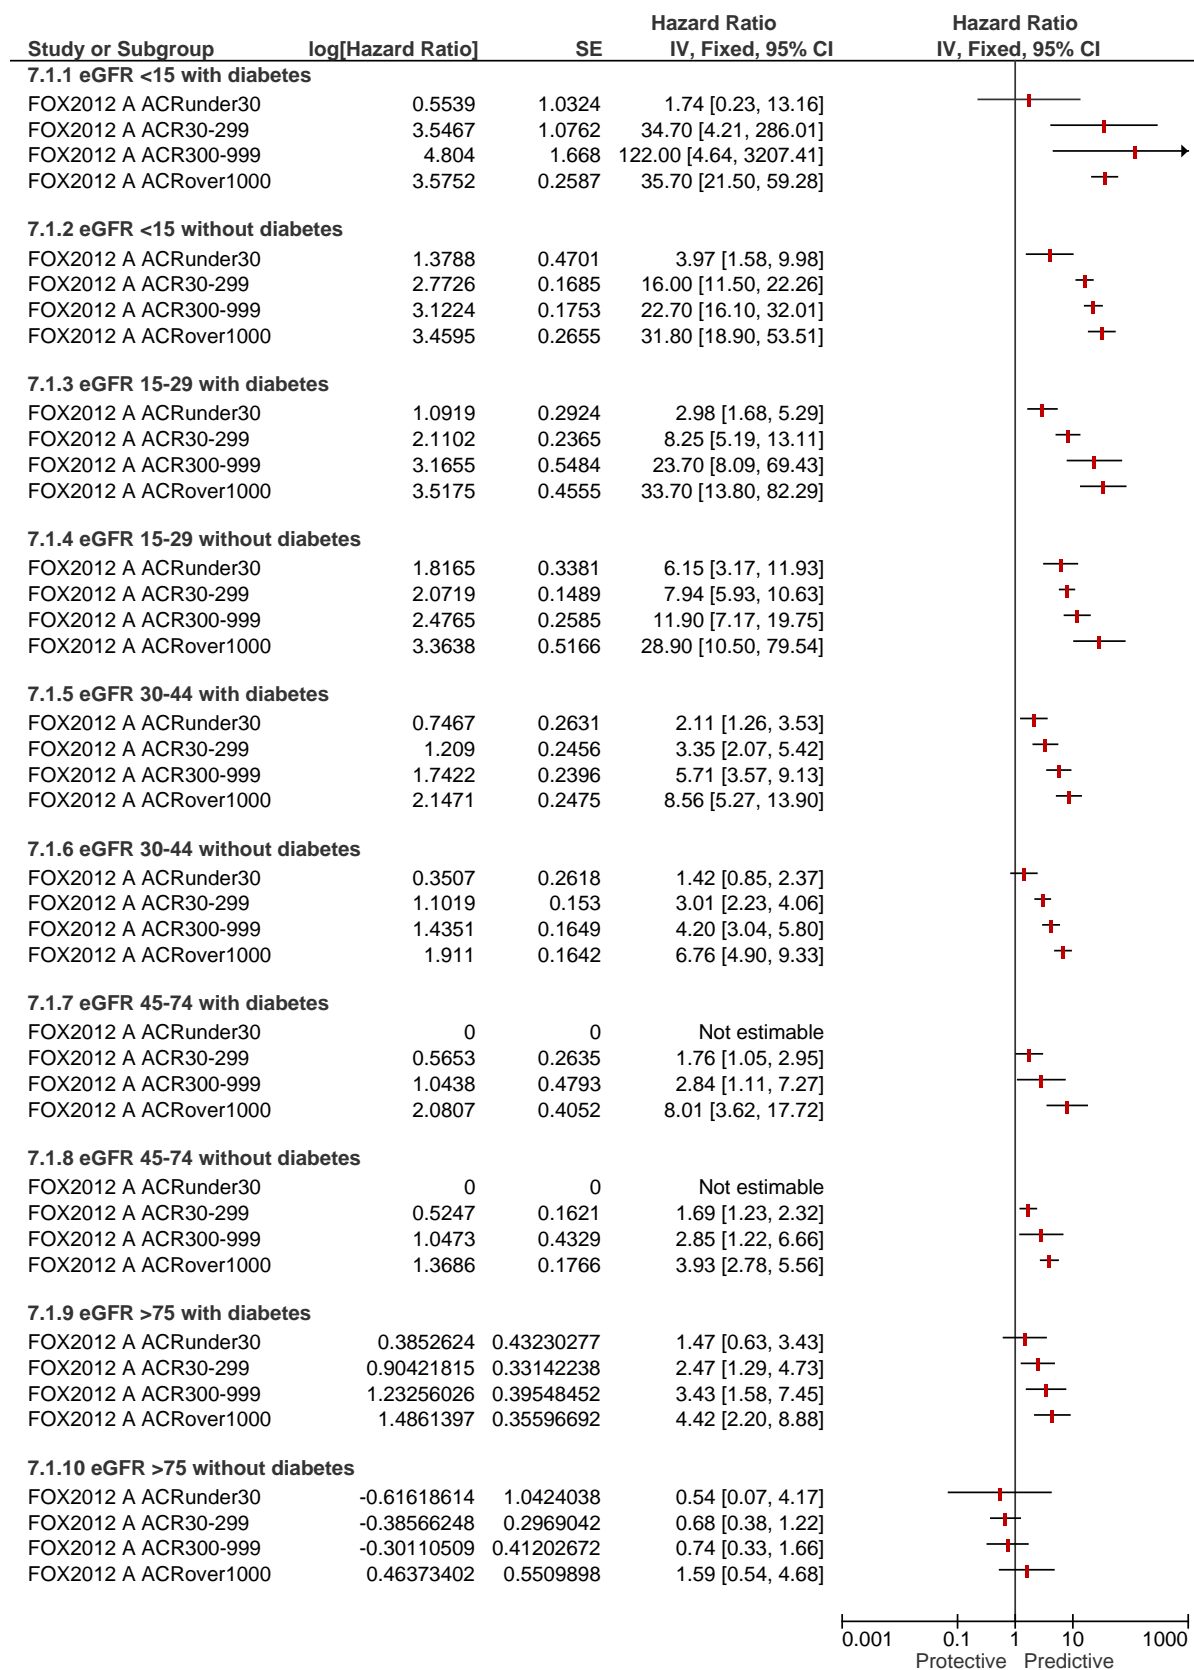 Hazard Ratio Hazard Ratio
Study or Subgroup log[Hazard Ratio] SE IV, Fixed, 95% CI IV, Fixed, 95% CI
7.1.1 eGFR <15 with diabetes
FOX2012 A ACRunder30 0.5539 1.0324 1.74 [0.23, 13.16]
FOX2012 A ACR30-299 3.5467 1.0762 34.70 [4.21, 286.01]
FOX2012 A ACR300-999 4.804 1.668 122.00 [4.64, 3207.41]
FOX2012 A ACRover1000 3.5752 0.2587 35.70 [21.50, 59.28]
7.1.2 eGFR <15 without diabetes
FOX2012 A ACRunder30 1.3788 0.4701 3.97 [1.58, 9.98]
FOX2012 A ACR30-299 2.7726 0.1685 16.00 [11.50, 22.26]
FOX2012 A ACR300-999 3.1224 0.1753 22.70 [16.10, 32.01]
FOX2012 A ACRover1000 3.4595 0.2655 31.80 [18.90, 53.51]
7.1.3 eGFR 15-29 with diabetes
FOX2012 A ACRunder30 1.0919 0.2924 2.98 [1.68, 5.29]
FOX2012 A ACR30-299 2.1102 0.2365 8.25 [5.19, 13.11]
FOX2012 A ACR300-999 3.1655 0.5484 23.70 [8.09, 69.43]
FOX2012 A ACRover1000 3.5175 0.4555 33.70 [13.80, 82.29]
7.1.4 eGFR 15-29 without diabetes
FOX2012 A ACRunder30 1.8165 0.3381 6.15 [3.17, 11.93]
FOX2012 A ACR30-299 2.0719 0.1489 7.94 [5.93, 10.63]
FOX2012 A ACR300-999 2.4765 0.2585 11.90 [7.17, 19.75]
FOX2012 A ACRover1000 3.3638 0.5166 28.90 [10.50, 79.54]
7.1.5 eGFR 30-44 with diabetes
FOX2012 A ACRunder30 0.7467 0.2631 2.11 [1.26, 3.53]
FOX2012 A ACR30-299 1.209 0.2456 3.35 [2.07, 5.42]
FOX2012 A ACR300-999 1.7422 0.2396 5.71 [3.57, 9.13]
FOX2012 A ACRover1000 2.1471 0.2475 8.56 [5.27, 13.90]
7.1.6 eGFR 30-44 without diabetes
FOX2012 A ACRunder30 0.3507 0.2618 1.42 [0.85, 2.37]
FOX2012 A ACR30-299 1.1019 0.153 3.01 [2.23, 4.06]
FOX2012 A ACR300-999 1.4351 0.1649 4.20 [3.04, 5.80]
FOX2012 A ACRover1000 1.911 0.1642 6.76 [4.90, 9.33]
7.1.7 eGFR 45-74 with diabetes
FOX2012 A ACRunder30 0 0 Not estimable
FOX2012 A ACR30-299 0.5653 0.2635 1.76 [1.05, 2.95]
FOX2012 A ACR300-999 1.0438 0.4793 2.84 [1.11, 7.27]
FOX2012 A ACRover1000 2.0807 0.4052 8.01 [3.62, 17.72]
7.1.8 eGFR 45-74 without diabetes
FOX2012 A ACRunder30 0 0 Not estimable
FOX2012 A ACR30-299 0.5247 0.1621 1.69 [1.23, 2.32]
FOX2012 A ACR300-999 1.0473 0.4329 2.85 [1.22, 6.66]
FOX2012 A ACRover1000 1.3686 0.1766 3.93 [2.78, 5.56]
7.1.9 eGFR >75 with diabetes
FOX2012 A ACRunder30 0.3852624 0.43230277 1.47 [0.63, 3.43]
FOX2012 A ACR30-299 0.90421815 0.33142238 2.47 [1.29, 4.73]
FOX2012 A ACR300-999 1.23256026 0.39548452 3.43 [1.58, 7.45]
FOX2012 A ACRover1000 1.4861397 0.35596692 4.42 [2.20, 8.88]
7.1.10 eGFR >75 without diabetes
FOX2012 A ACRunder30 -0.61618614 1.0424038 0.54 [0.07, 4.17]
FOX2012 A ACR30-299 -0.38566248 0.2969042 0.68 [0.38, 1.22]
FOX2012 A ACR300-999 -0.30110509 0.41202672 0.74 [0.33, 1.66]
FOX2012 A ACRover1000 0.46373402 0.5509898 1.59 [0.54, 4.68]
0.001 0.1 1 10 1000
Protective Predictive